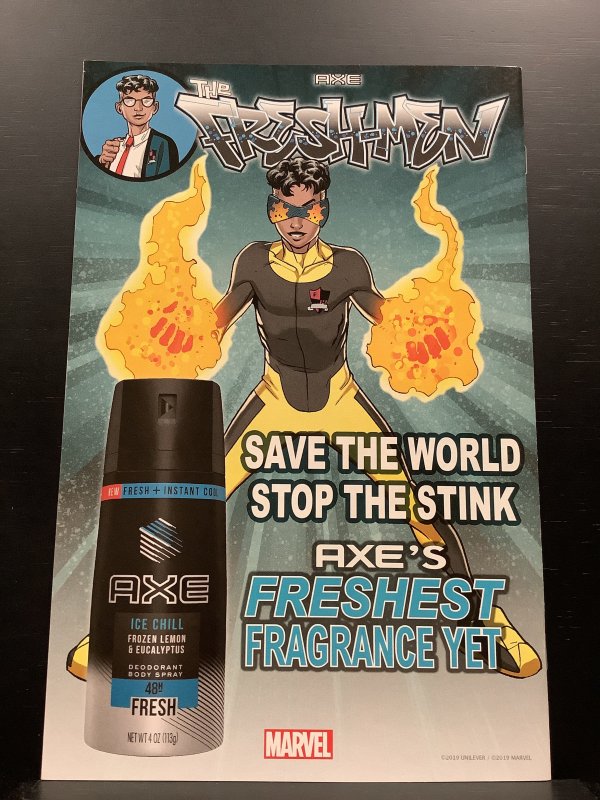 AXE
THE
FRESHMEN
SAVE THE WORLD
STOP THE STINK
AXE'S
FRESHEST
FRAGRANCE YET
NEW FRESH + INSTANT COOL
AXE
ICE CHILL
FROZEN LEMON
& EUCALYPTUS
DEODORANT
BODY SPRAY
48H
FRESH
NET WT 4 OZ (113g)
MARVEL
©2019 UNILEVER / ©2019 MARVEL